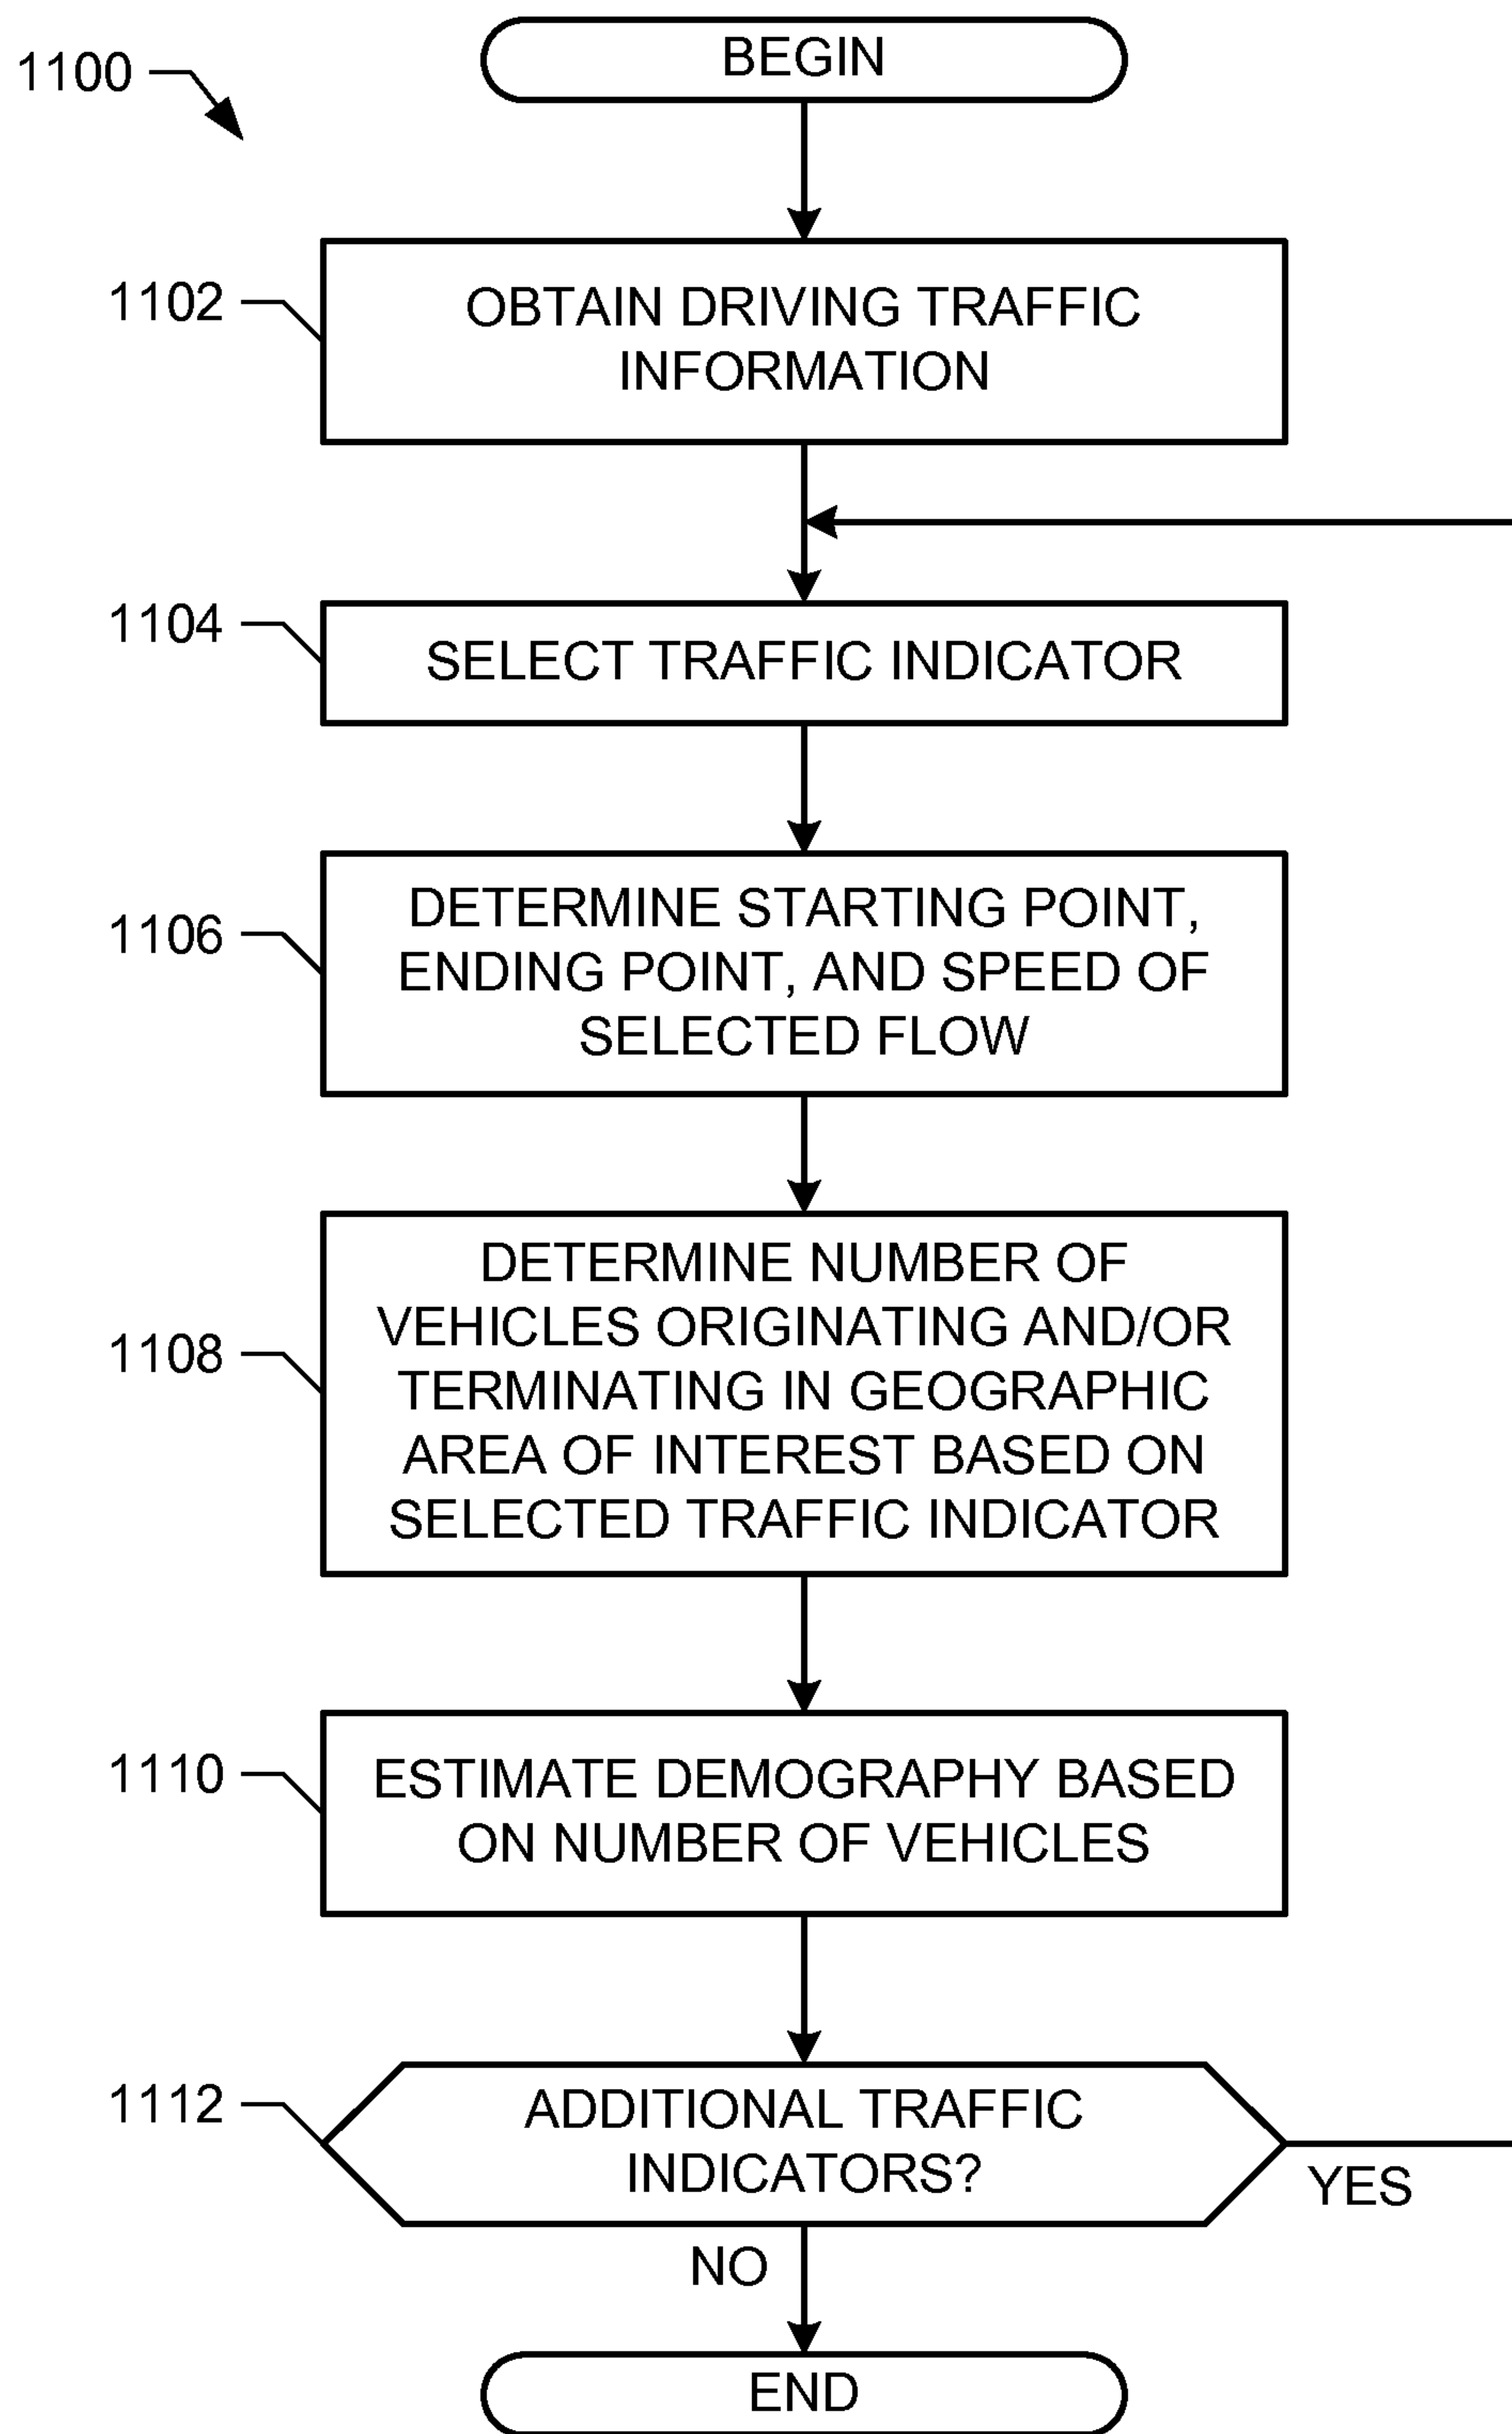 1100
BEGIN
1102
OBTAIN DRIVING TRAFFIC
INFORMATION
1104
SELECT TRAFFIC INDICATOR
1106
DETERMINE STARTING POINT,
ENDING POINT, AND SPEED OF
SELECTED FLOW
1108
DETERMINE NUMBER OF
VEHICLES ORIGINATING AND/OR
TERMINATING IN GEOGRAPHIC
AREA OF INTEREST BASED ON
SELECTED TRAFFIC INDICATOR
1110
ESTIMATE DEMOGRAPHY BASED
ON NUMBER OF VEHICLES
1112
ADDITIONAL TRAFFIC
INDICATORS?
YES
NO
END